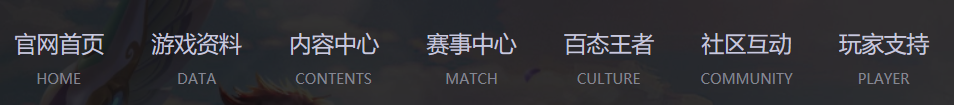 官网首页 游戏资料 内容中心 赛事中心 百态王者 社区互动 玩家支持
HOME DATA CONTENTS MATCH CULTURE COMMUNITY PLAYER